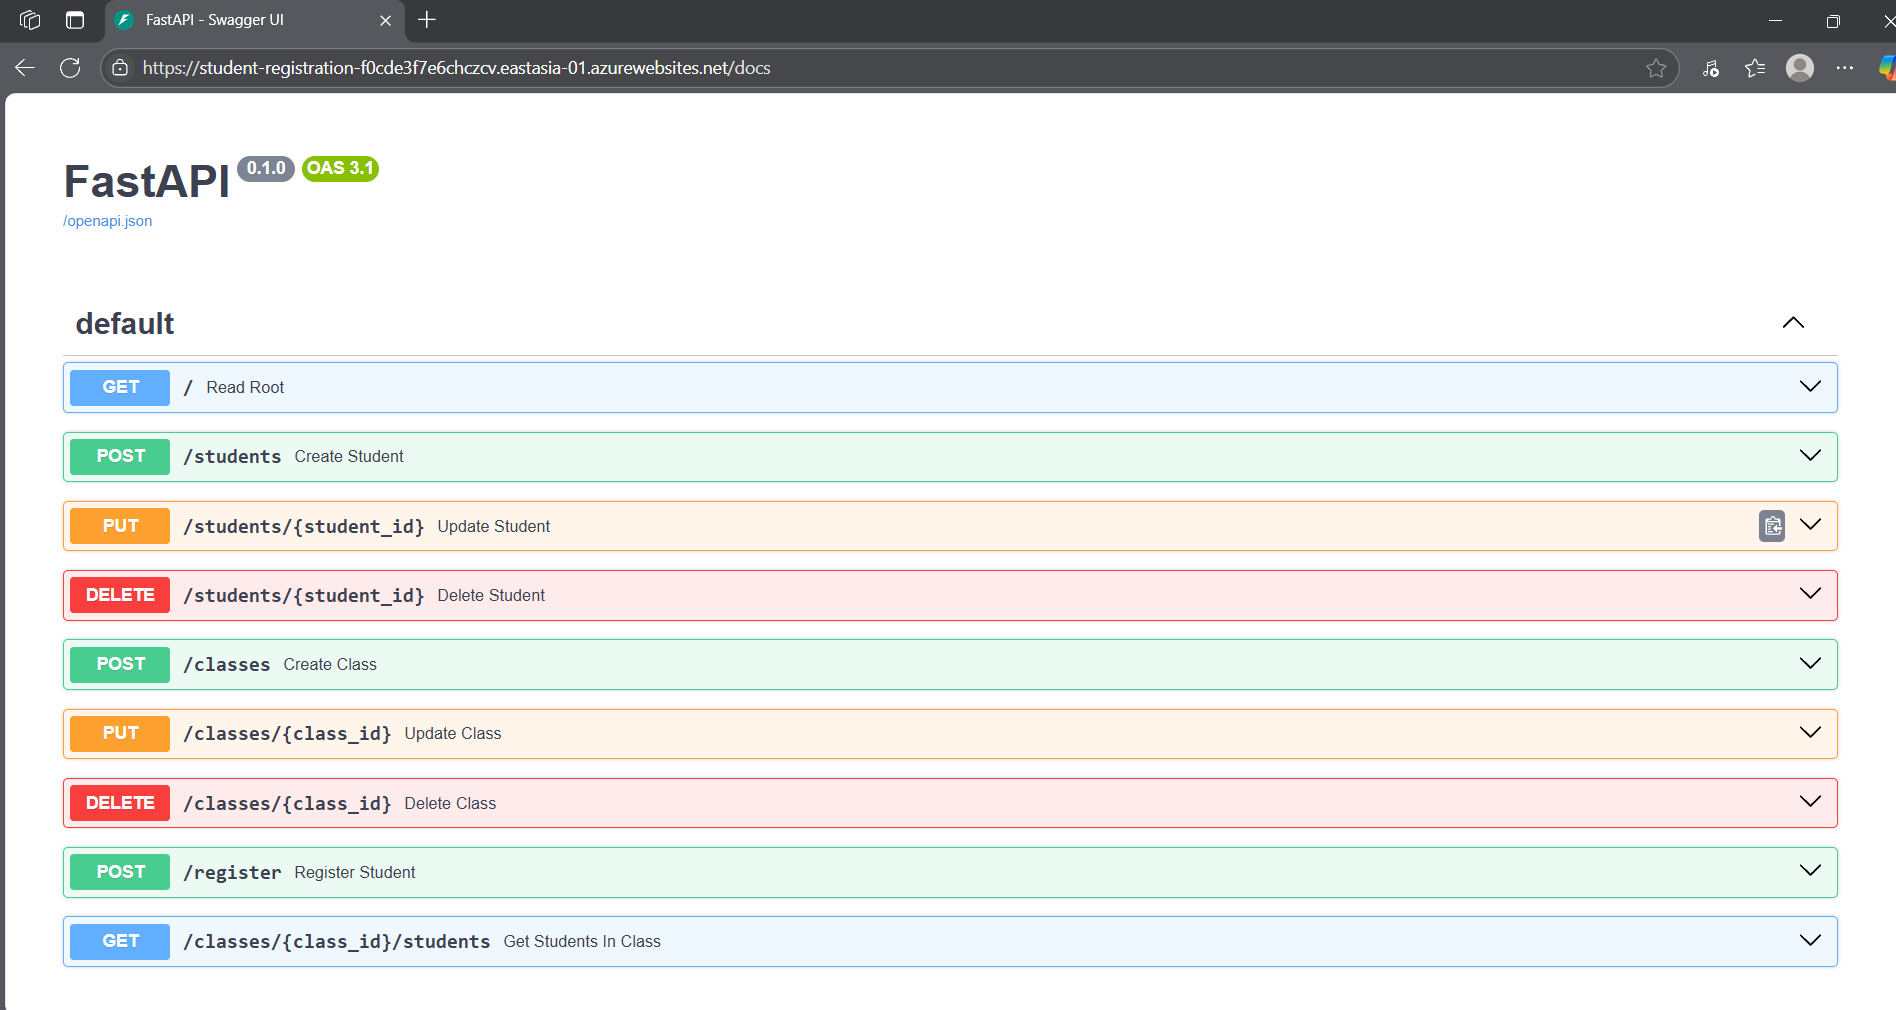 FastAPI - Swagger UI
https://student-registration-f0cde3f7e6chczcv.eastasia-01.azurewebsites.net/docs
FastAPI 0.1.0 OAS 3.1
/openapi.json
default
GET / Read Root
POST /students Create Student
PUT /students/{student_id} Update Student
DELETE /students/{student_id} Delete Student
POST /classes Create Class
PUT /classes/{class_id} Update Class
DELETE /classes/{class_id} Delete Class
POST /register Register Student
GET /classes/{class_id}/students Get Students In Class